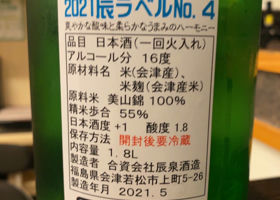 2021辰ラベルNo.4
爽やかな酸味と柔らかなうまみのハーモニー
品目 日本酒(一回火入れ)
アルコール分 16度
原材料名 米(会津産)、
米麹(会津産米)
原料米 美山錦 100%
精米歩合 55%
日本酒度 +1 酸度 1.8
保存方法 開封後要冷蔵
内容量 1.8L
製造者 合資会社辰泉酒造
福島県会津若松市上町5-26
製造年月 2021.5